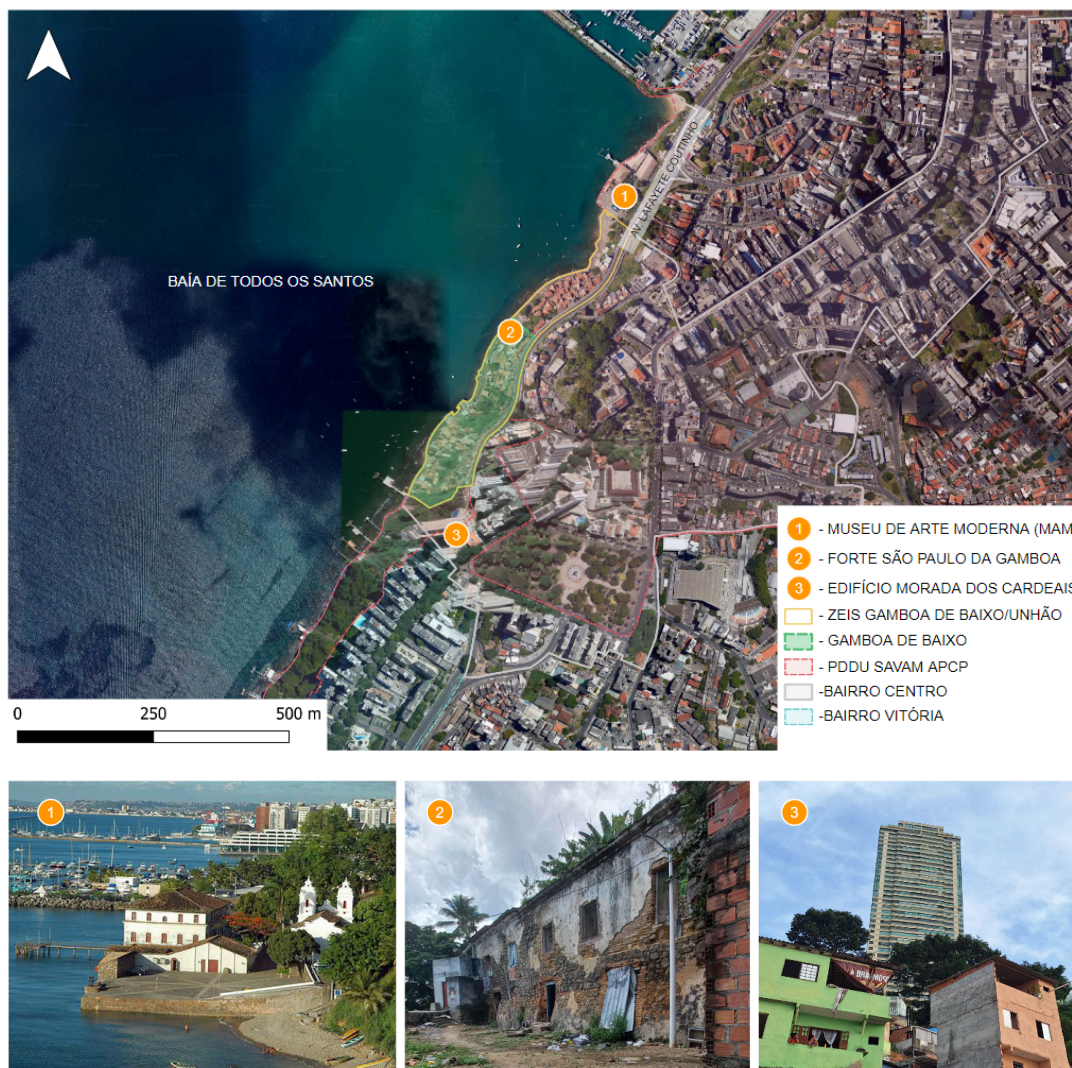 AV. LAFAYETE COUTINHO
1
BAÍA DE TODOS OS SANTOS
2
3
1 - MUSEU DE ARTE MODERNA (MAM
2 - FORTE SÃO PAULO DA GAMBOA
3 - EDIFÍCIO MORADA DOS CARDEAIS
- ZEIS GAMBOA DE BAIXO/UNHÃO
- GAMBOA DE BAIXO
- PDDU SAVAM APCP
-BAIRRO CENTRO
-BAIRRO VITÓRIA
0 250 500 m
1
2
3